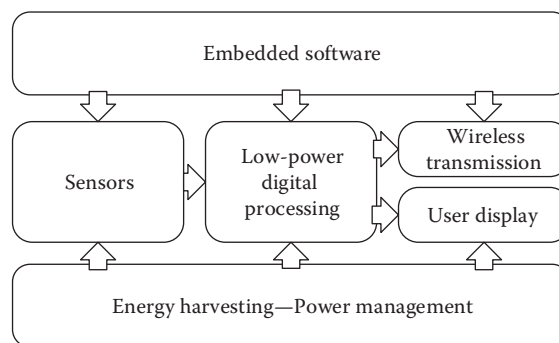 Embedded software
Sensors
Low-power
digital
processing
Wireless
transmission
User display
Energy harvesting—Power management